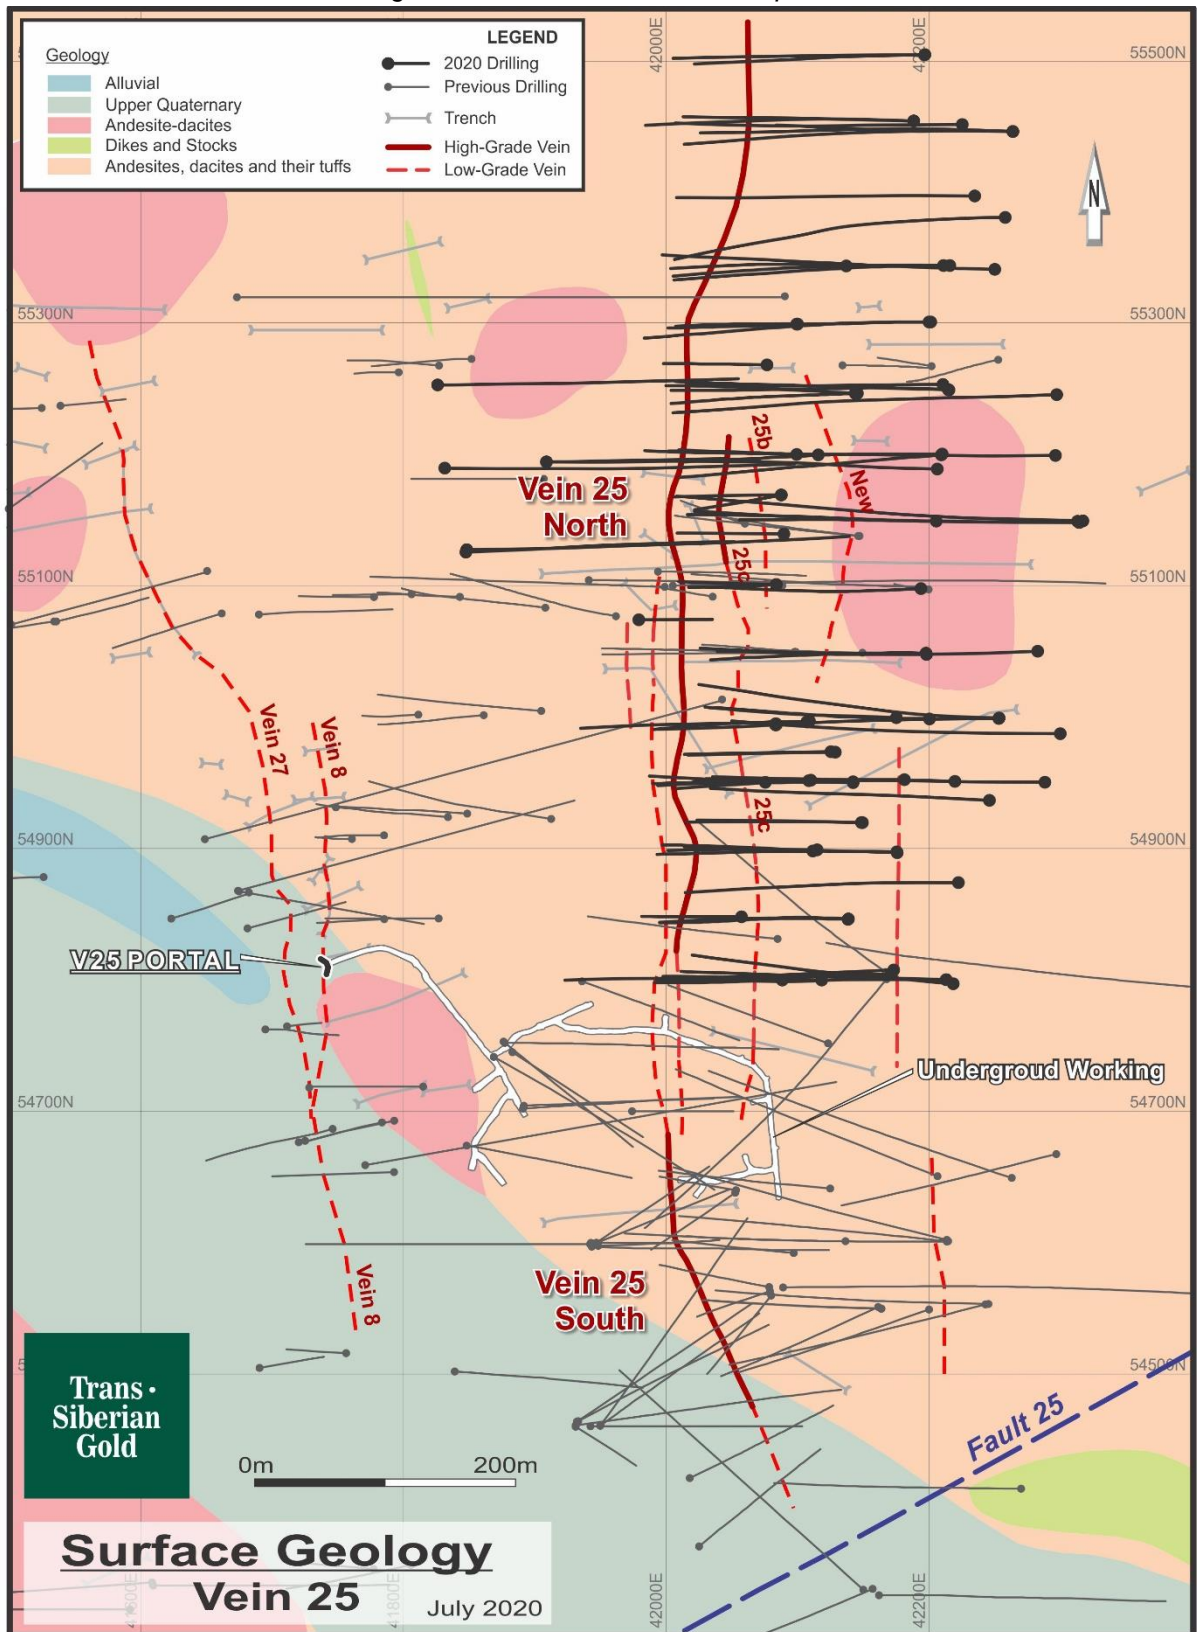 42000E
42200E
LEGEND
Geology
Alluvial
Upper Quaternary
Andesite-dacites
Dikes and Stocks
Andesites, dacites and their tuffs
2020 Drilling
Previous Drilling
Trench
High-Grade Vein
Low-Grade Vein
55500N
N
55300N
55300N
25b
New
Vein 25
North
25c
55100N
55100N
Vein 27
Vein 8
25c
54900N
54900N
V25 PORTAL
Undergroud Working
54700N
54700N
Vein 25
South
Vein 8
54500N
Fault 25
Trans·
Siberian
Gold
0m
200m
Surface Geology
Vein 25
July 2020
41600E
41800E
42000E
42200E